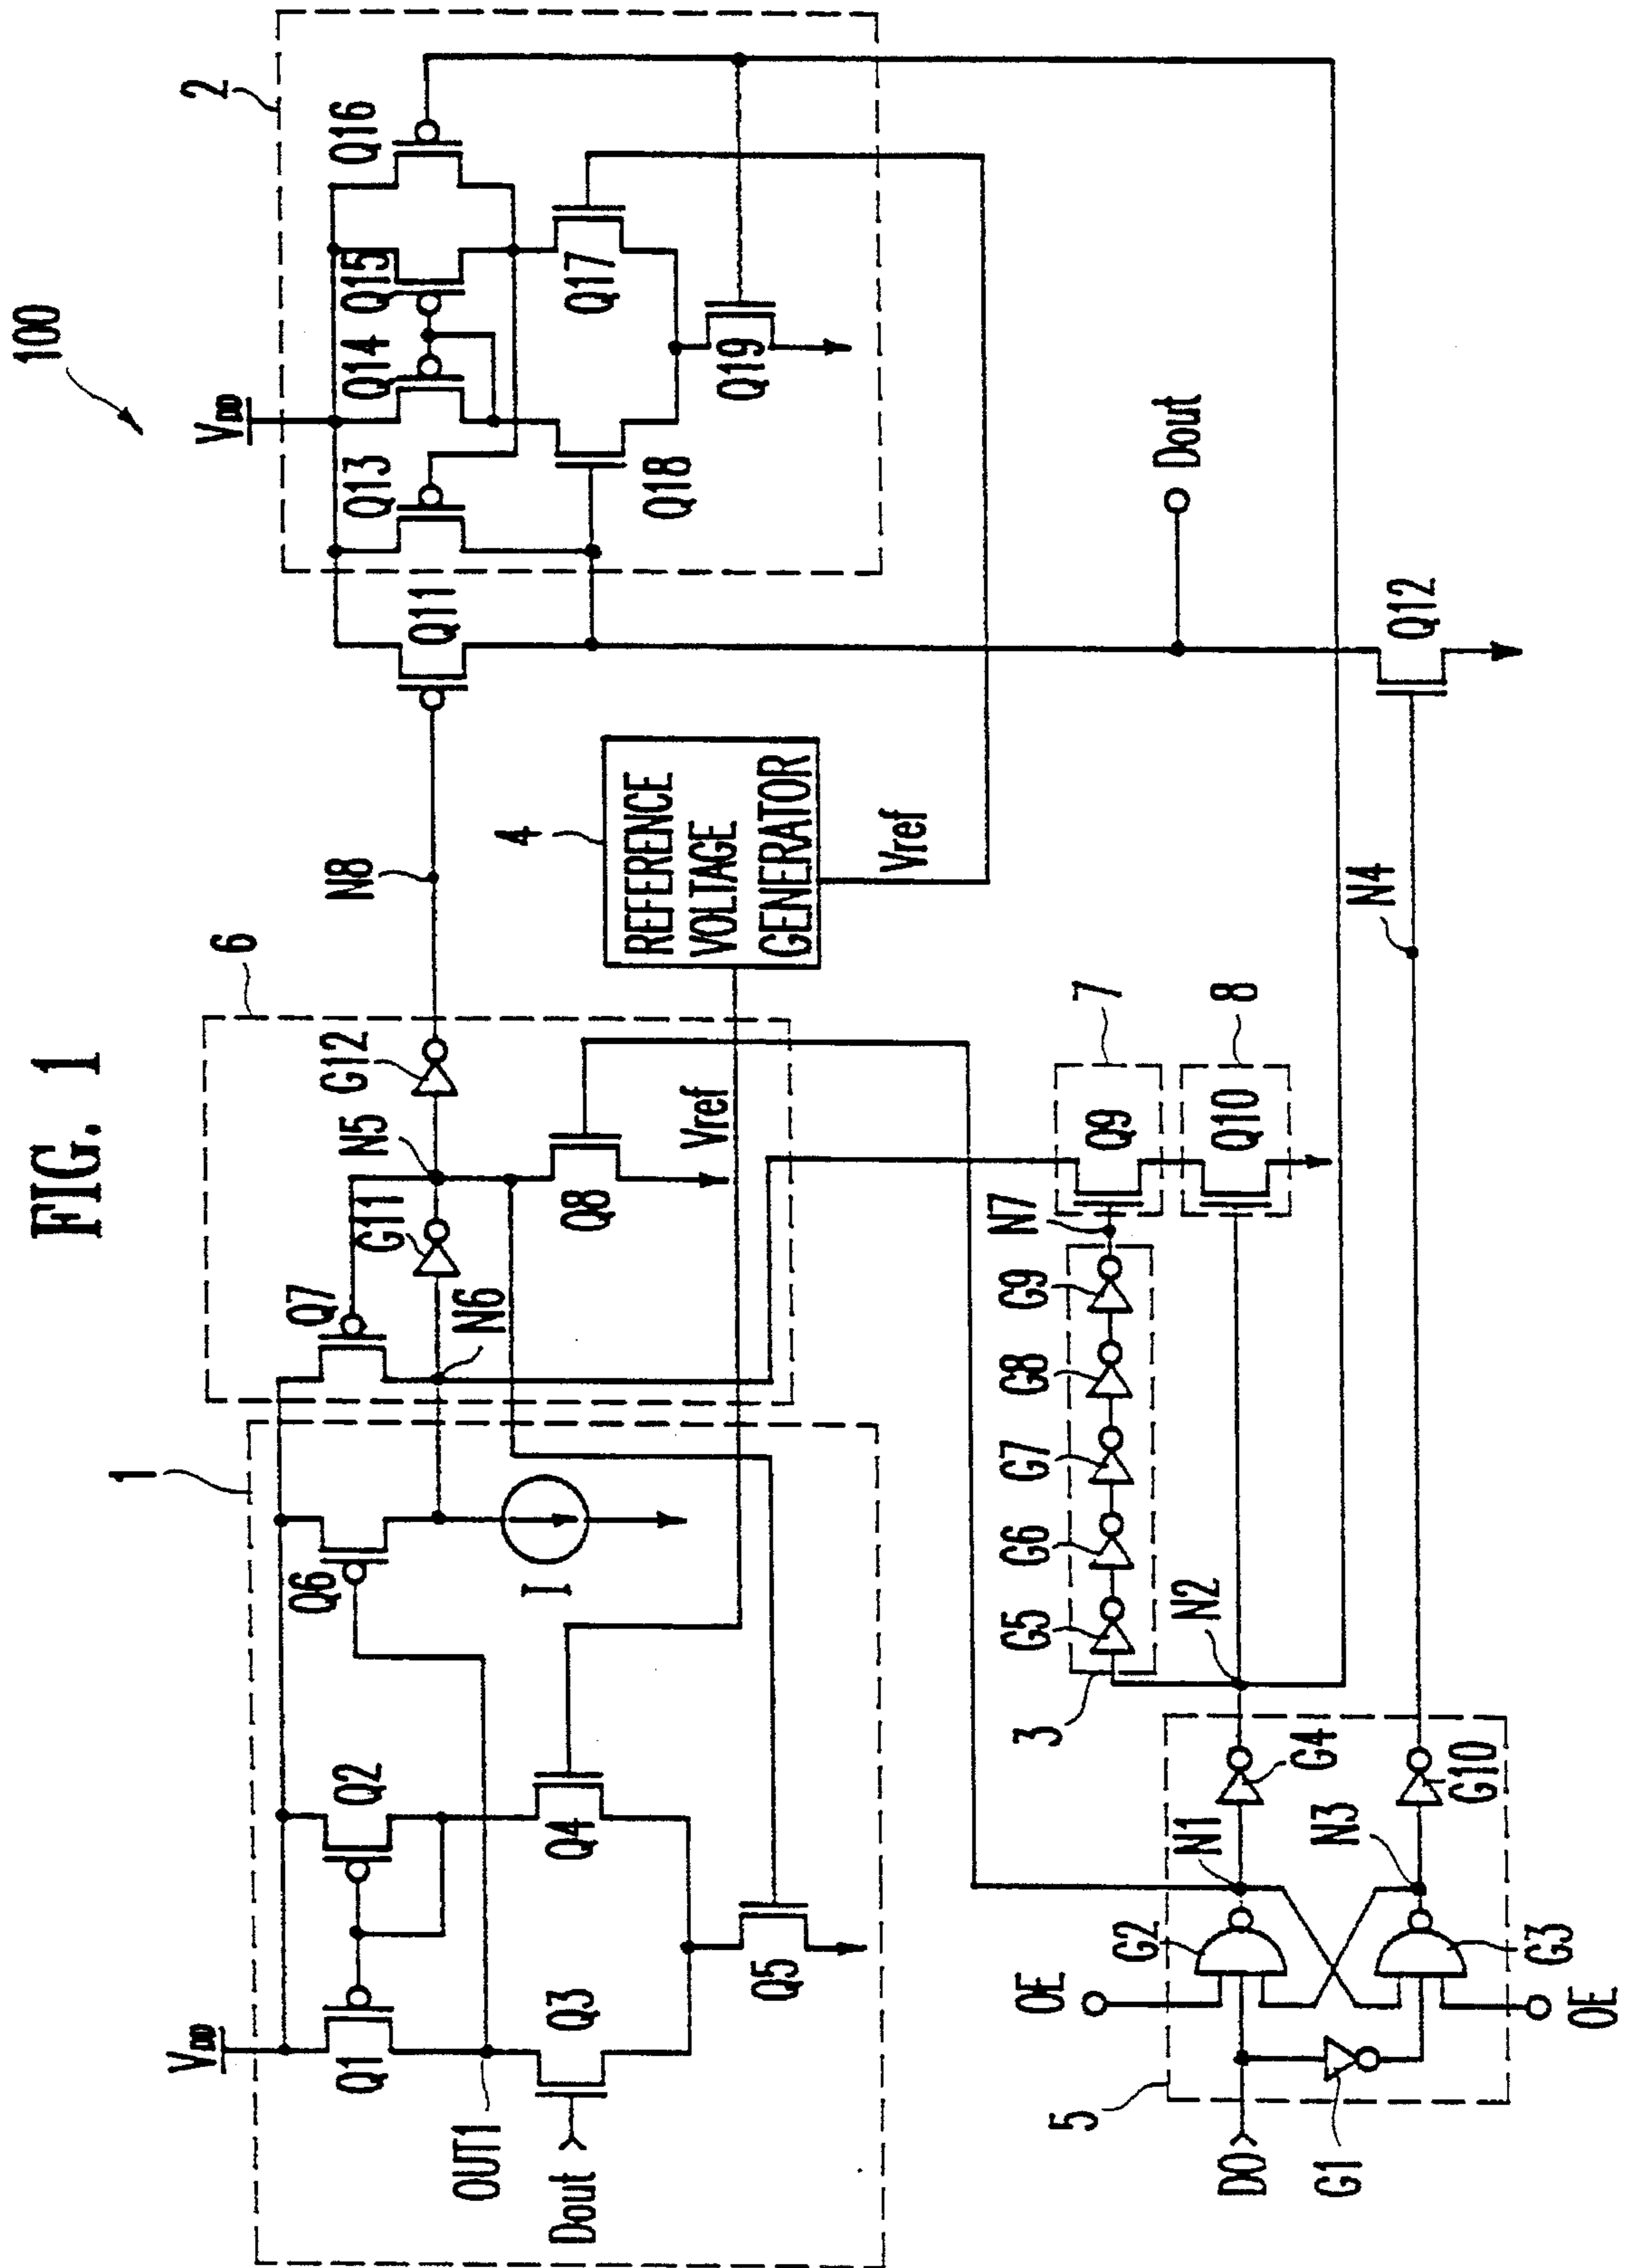 FIG. 1
100
VDD
1
Q1
Q2
OUT1
Q3
Q4
Dout
Q5
Q6
I
6
Q7
N6
G11
N5
G12
Q8
Vref
N8
4
REFERENCE
VOLTAGE
GENERATOR
Vref
Q11
VDD
2
Q13
Q14
Q15
Q16
Q18
Q17
Q19
Dout
Q12
N4
5
DO
G1
OE
G2
G3
OE
N1
N3
G4
G10
N2
3
G5
G6
G7
G8
G9
N7
7
Q9
8
Q10